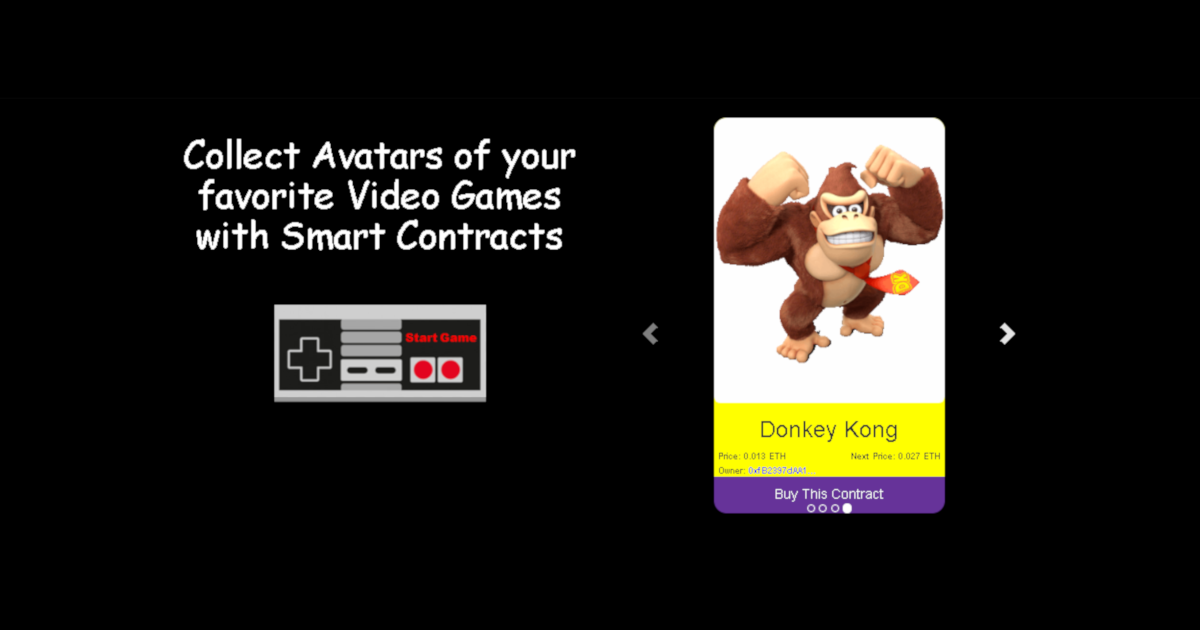 Collect Avatars of your
favorite Video Games
with Smart Contracts
Start Game
Donkey Kong
Price: 0.013 ETH
Next Price: 0.027 ETH
Owner: 0xfB2397dAA1...
Buy This Contract